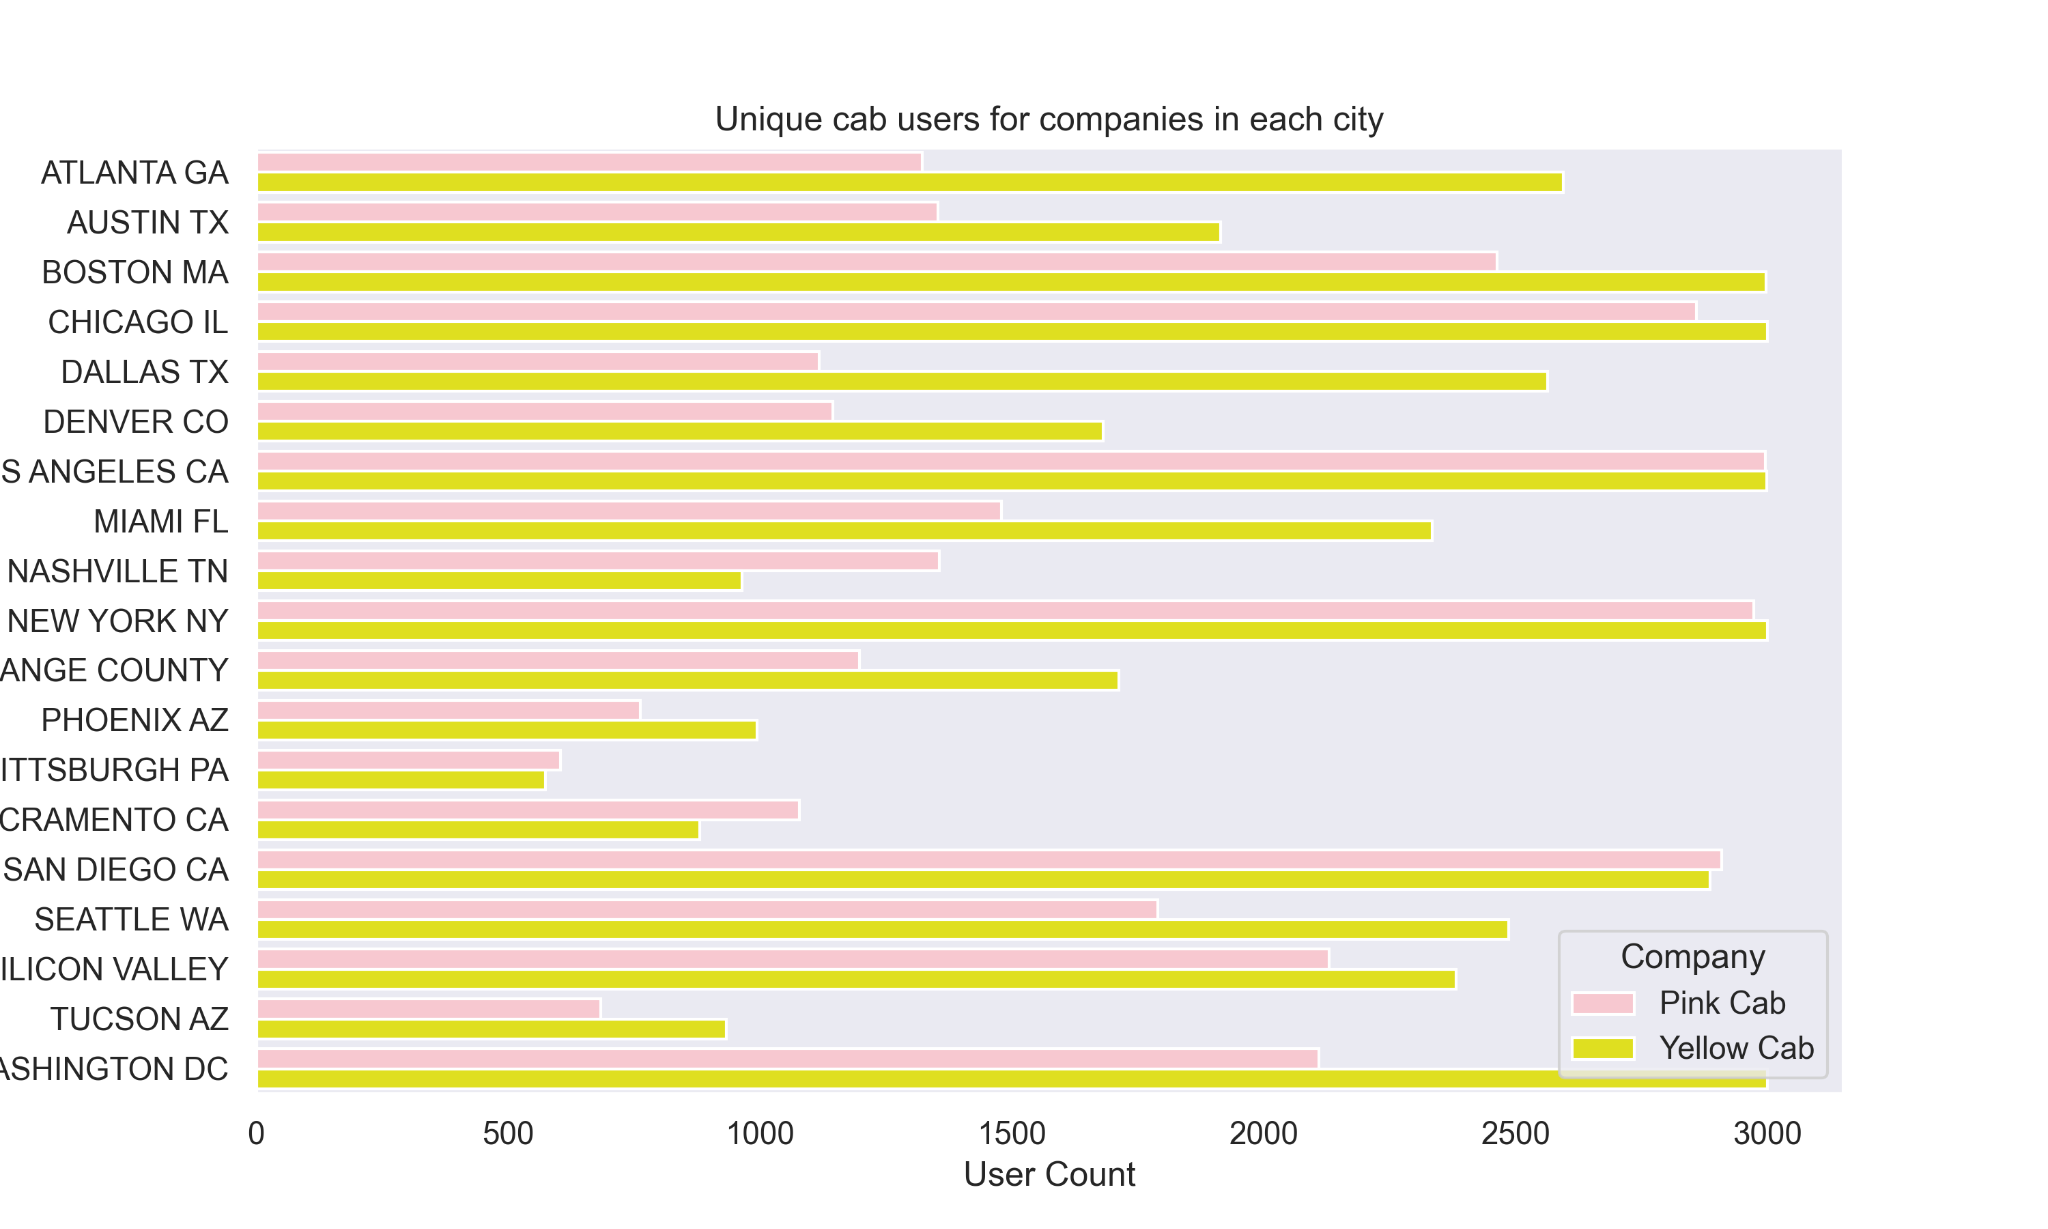 Unique cab users for companies in each city
ATLANTA GA
AUSTIN TX
BOSTON MA
CHICAGO IL
DALLAS TX
DENVER CO
S ANGELES CA
MIAMI FL
NASHVILLE TN
NEW YORK NY
ANGE COUNTY
PHOENIX AZ
ITTSBURGH PA
CRAMENTO CA
SAN DIEGO CA
SEATTLE WA
ILICON VALLEY
TUCSON AZ
ASHINGTON DC
Company
Pink Cab
Yellow Cab
0 500 1000 1500 2000 2500 3000
User Count